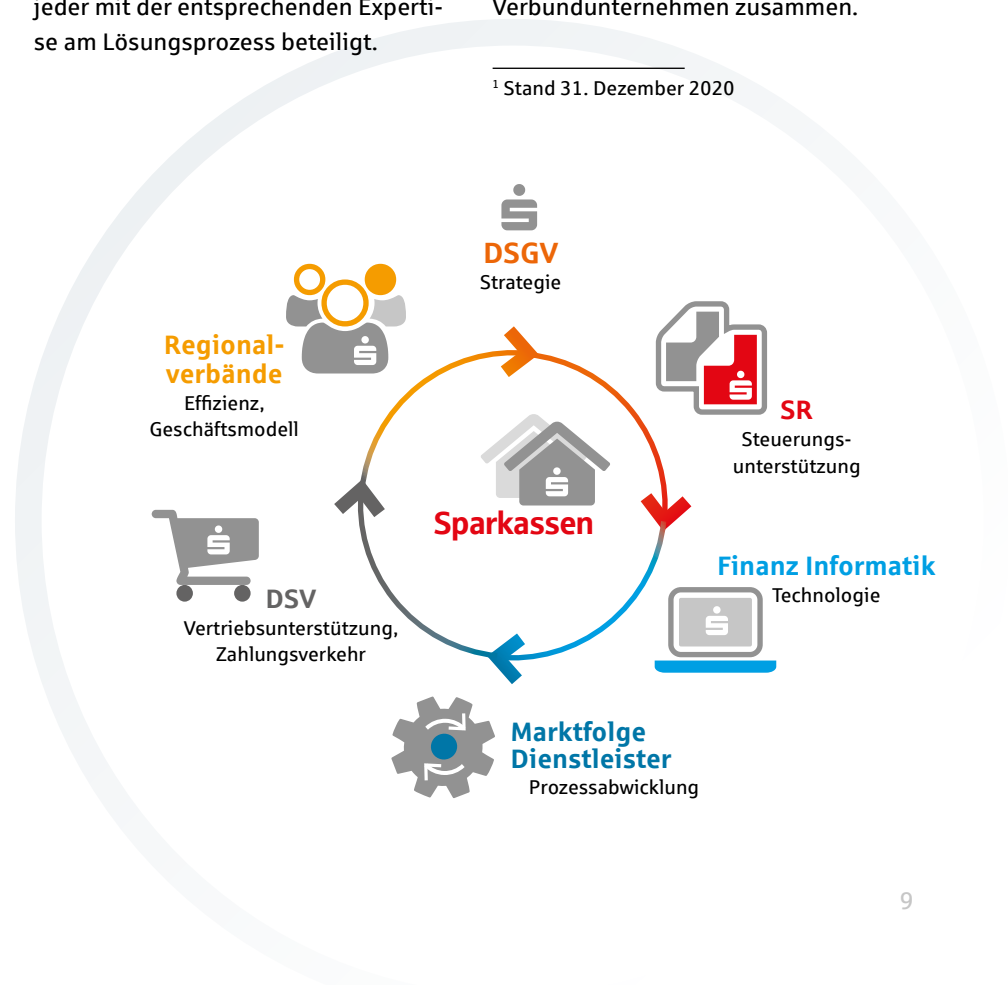 jeder mit der entsprechenden Experti-
se am Lösungsprozess beteiligt.
Verbundunternehmen zusammen.
¹ Stand 31. Dezember 2020
DSGV
Strategie
SR
Steuerungs-
unterstützung
Finanz Informatik
Technologie
Marktfolge
Dienstleister
Prozessabwicklung
DSV
Vertriebsunterstützung,
Zahlungsverkehr
Regional-
verbände
Effizienz,
Geschäftsmodell
Sparkassen
9